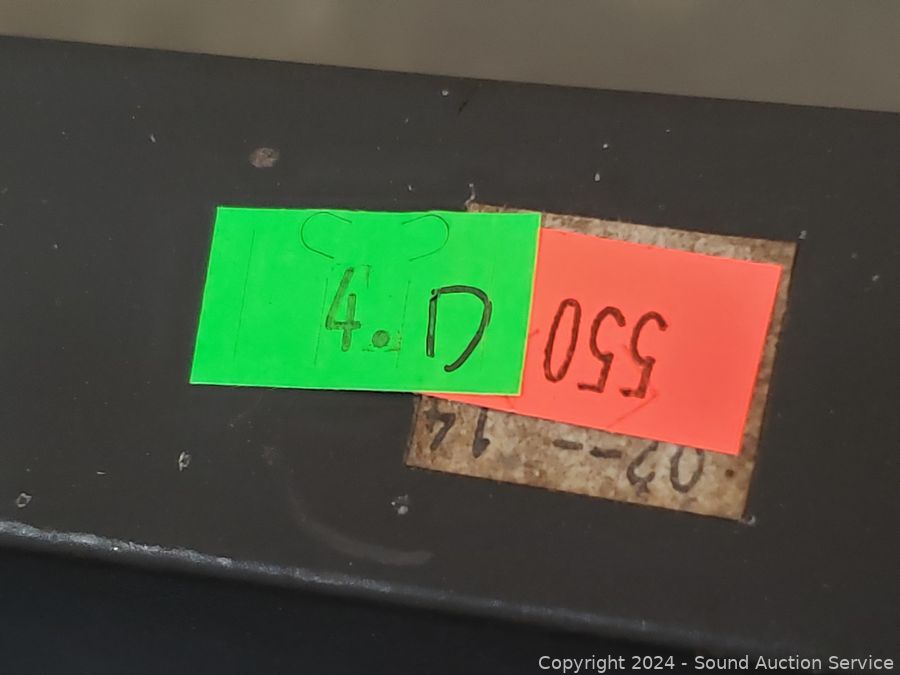 4.D
550
02--14
Copyright 2024 - Sound Auction Service